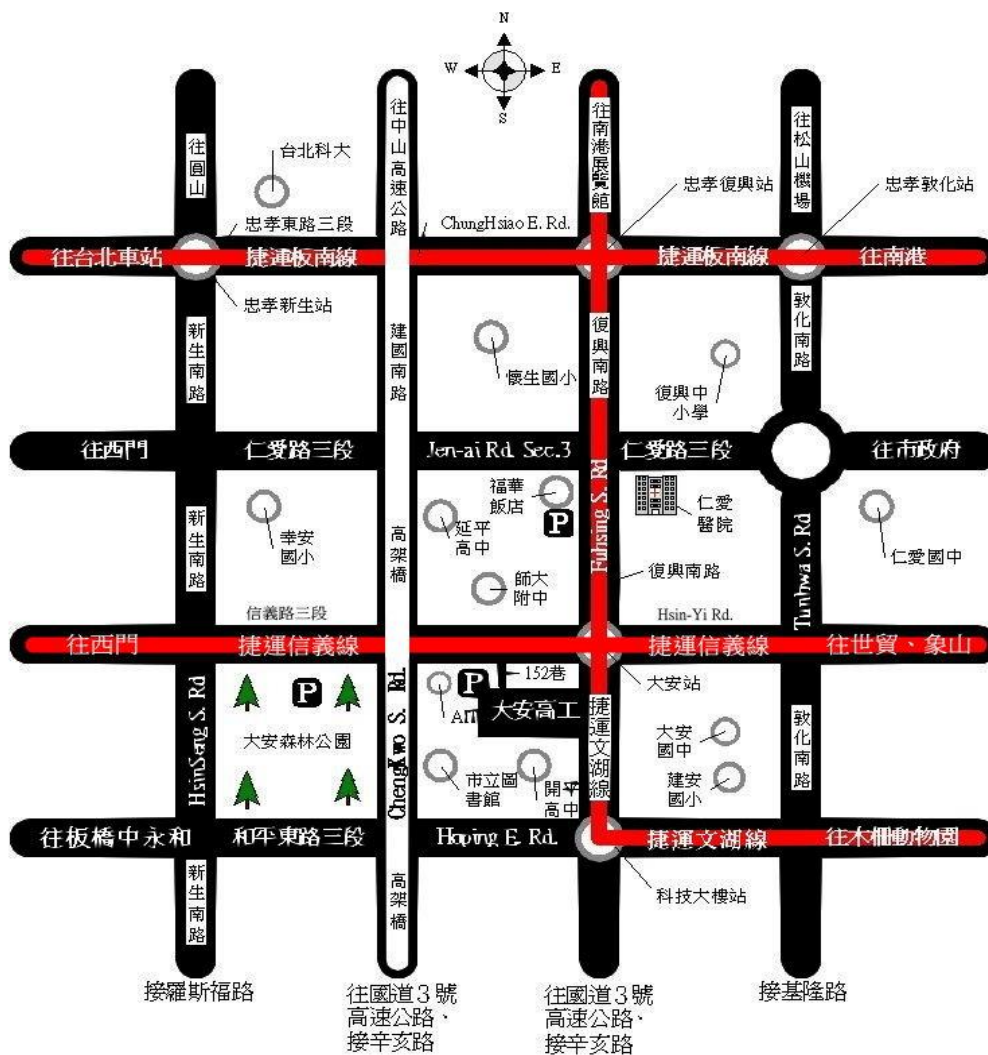 N
W
E
S
往圓山
往中山高速公路
往南港展覽館
往松山機場
台北科大
忠孝復興站
忠孝敦化站
忠孝東路三段
ChungHsiao E. Rd.
往台北車站
捷運板南線
捷運板南線
往南港
忠孝新生站
新生南路
建國南路
復興南路
敦化南路
懷生國小
復興中
小學
往西門
仁愛路三段
Jen-ai Rd. Sec.3
仁愛路三段
往市政府
新生南路
幸安
國小
高架橋
延平
高中
福華
飯店
P
Fuhsing S. Rd
仁愛
醫院
Tunhwa S. Rd
仁愛國中
師大
附中
復興南路
信義路三段
Hsin-Yi Rd.
往西門
捷運信義線
捷運信義線
往世貿、象山
HsinSeng S. Rd
P
大安森林公園
ChengKwo S. Rd.
P
152巷
大安高工
大安站
捷運文湖線
大安
國中
建安
國小
敦化南路
市立圖
書館
開平
高中
往板橋中永和
和平東路三段
Hoping E. Rd.
捷運文湖線
往木柵動物園
新生南路
高架橋
科技大樓站
接羅斯福路
往國道3號
高速公路、
接辛亥路
往國道3號
高速公路、
接辛亥路
接基隆路